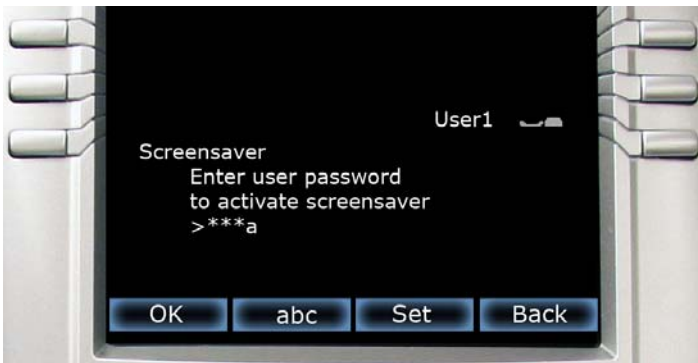 User1
Screensaver
Enter user password
to activate screensaver
>***a
OK abc Set Back